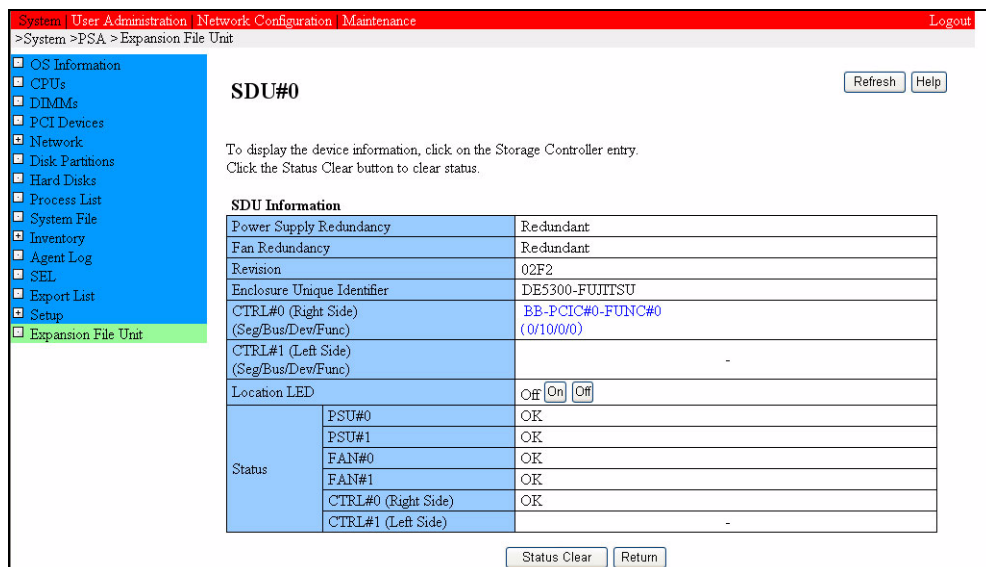 System | User Administration | Network Configuration | Maintenance Logout
>System >PSA >Expansion File Unit
OS Information
CPUs
DIMMs
PCI Devices
Network
Disk Partitions
Hard Disks
Process List
System File
Inventory
Agent Log
SEL
Export List
Setup
Expansion File Unit
SDU#0
Refresh Help
To display the device information, click on the Storage Controller entry.
Click the Status Clear button to clear status.
SDU Information
Power Supply Redundancy Redundant
Fan Redundancy Redundant
Revision 02F2
Enclosure Unique Identifier DE5300-FUJITSU
CTRL#0 (Right Side) BB-PCIC#0-FUNC#0
(Seg/Bus/Dev/Func) (0/10/0/0)
CTRL#1 (Left Side)
(Seg/Bus/Dev/Func) -
Location LED Off On Off
Status
PSU#0 OK
PSU#1 OK
FAN#0 OK
FAN#1 OK
CTRL#0 (Right Side) OK
CTRL#1 (Left Side) -
Status Clear Return